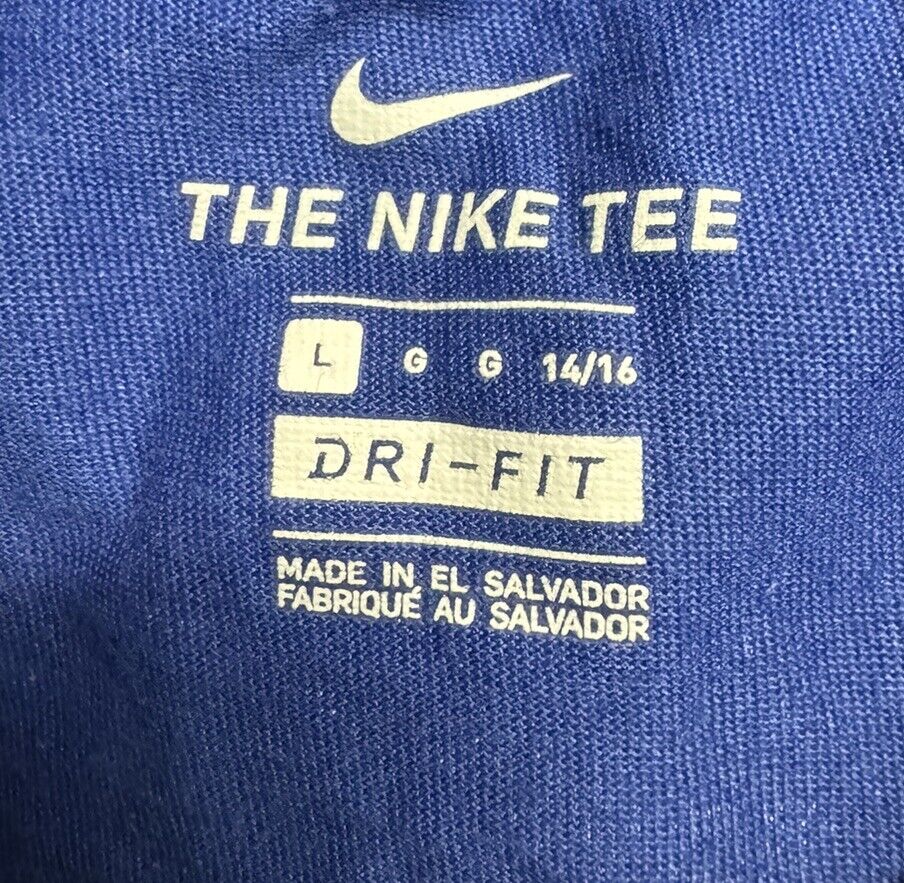 THE NIKE TEE
L G G 14/16
DRI-FIT
MADE IN EL SALVADOR
FABRIQUÉ AU SALVADOR